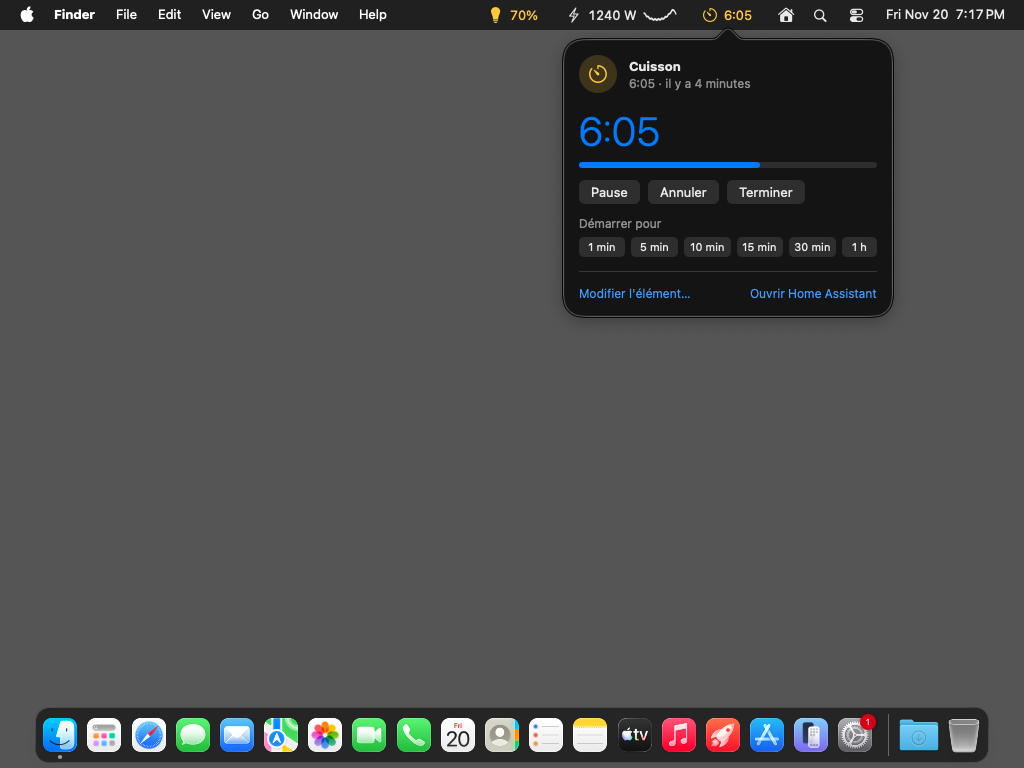 Finder File Edit View Go Window Help 70% 1240 W 6:05 Fri Nov 20 7:17 PM
Cuisson
6:05 · il y a 4 minutes
6:05
Pause Annuler Terminer
Démarrer pour
1 min 5 min 10 min 15 min 30 min 1 h
Modifier l'élément... Ouvrir Home Assistant
Fri
20
tv
1